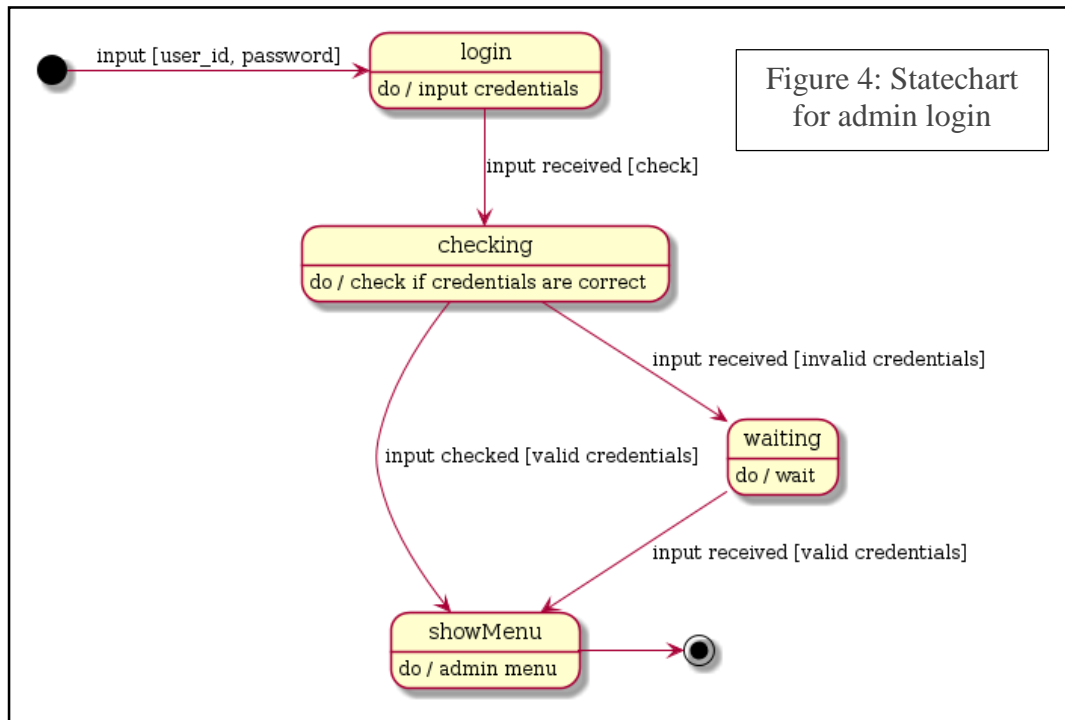 input [user_id, password]
login
do / input credentials
Figure 4: Statechart
for admin login
input received [check]
checking
do / check if credentials are correct
input received [invalid credentials]
waiting
do / wait
input checked [valid credentials]
input received [valid credentials]
showMenu
do / admin menu